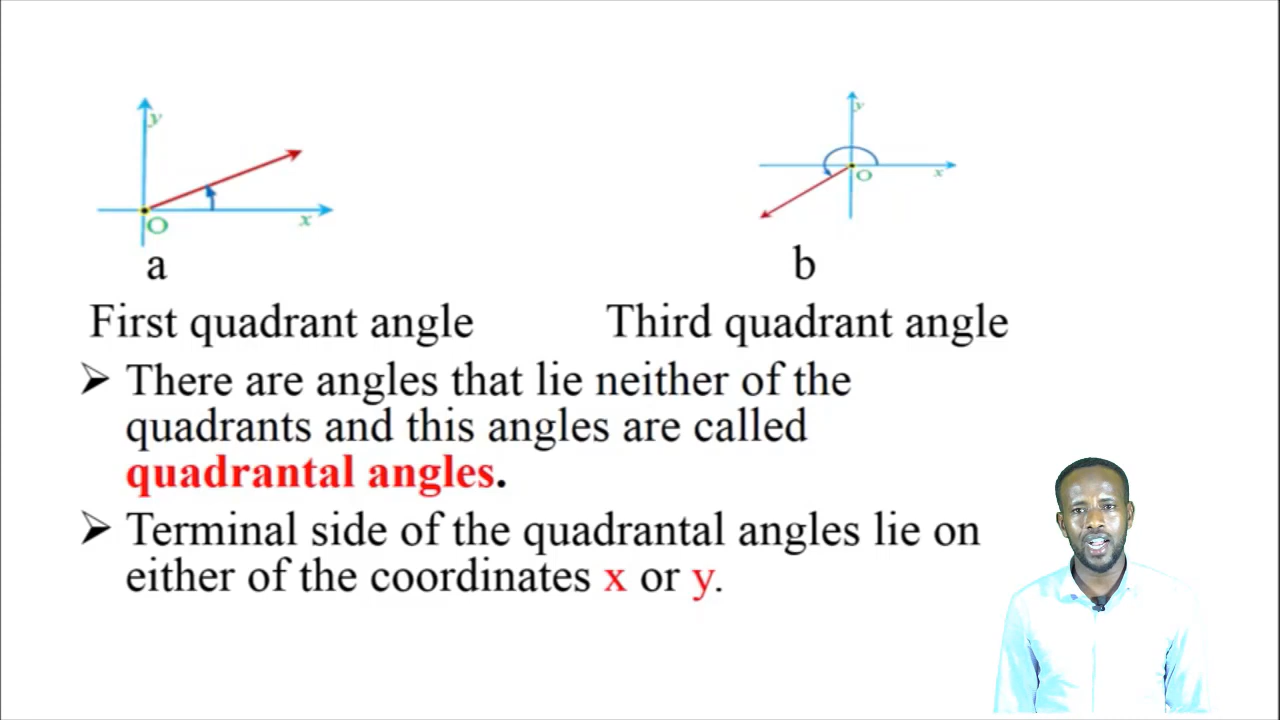 y
x
O
a
y
x
O
b
First quadrant angle
Third quadrant angle
➢ There are angles that lie neither of the
quadrants and this angles are called
quadrantal angles.
➢ Terminal side of the quadrantal angles lie on
either of the coordinates x or y.